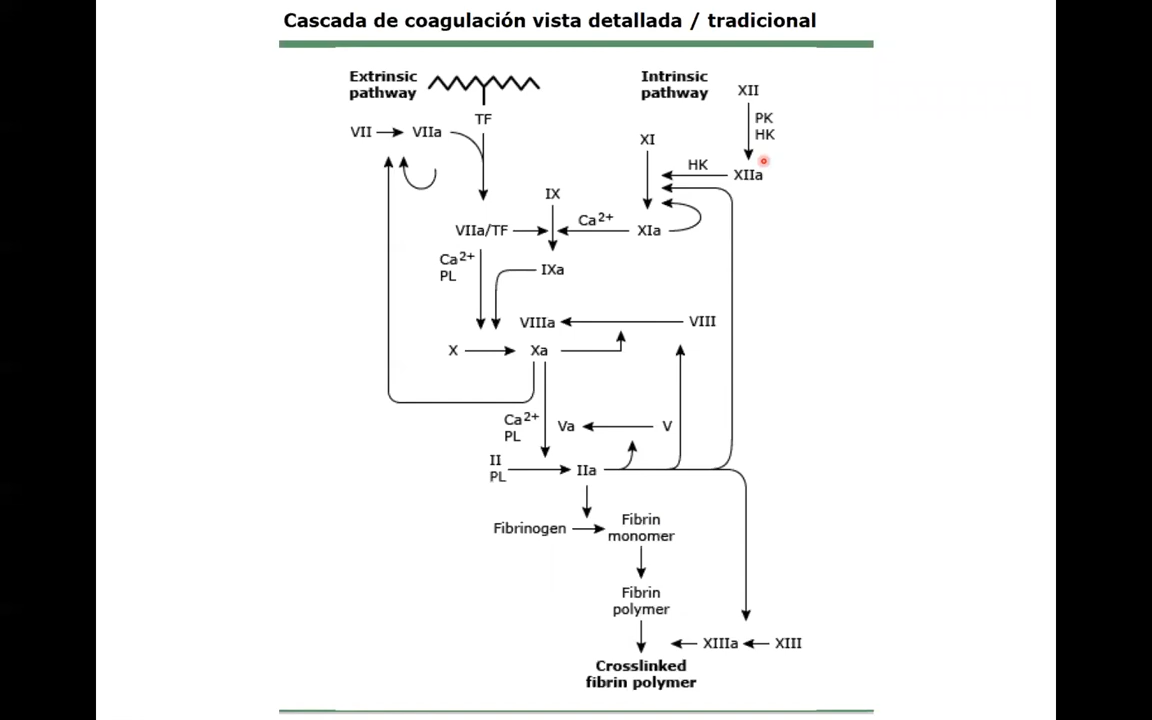 Cascada de coagulación vista detallada / tradicional
Extrinsic
pathway
TF
VII
VIIa
Intrinsic
pathway
XII
PK
HK
XI
HK
XIIa
IX
VIIa/TF
Ca2+
XIa
Ca2+
PL
IXa
VIIIa
VIII
X
Xa
Ca2+
PL
Va
V
II
PL
IIa
Fibrinogen
Fibrin
monomer
Fibrin
polymer
XIIIa
XIII
Crosslinked
fibrin polymer